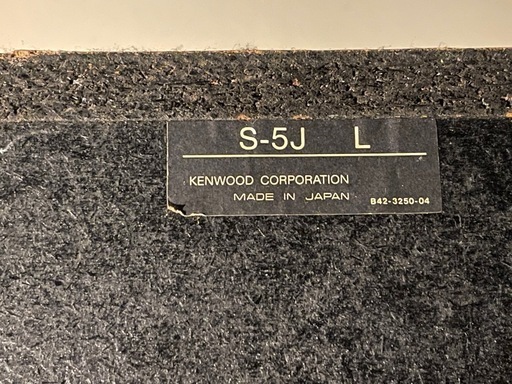 S-5J L
KENWOOD CORPORATION
MADE IN JAPAN
B42-3250-04